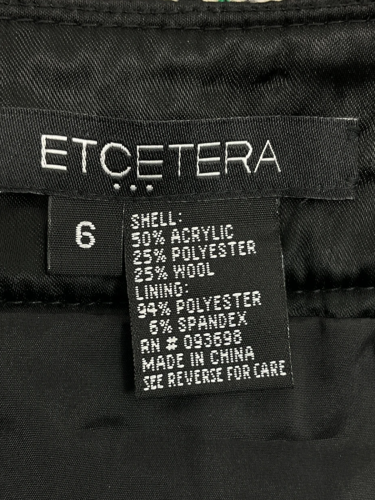 ETCETERA
...
6
SHELL:
50% ACRYLIC
25% POLYESTER
25% WOOL
LINING:
94% POLYESTER
6% SPANDEX
RN # 093698
MADE IN CHINA
SEE REVERSE FOR CARE